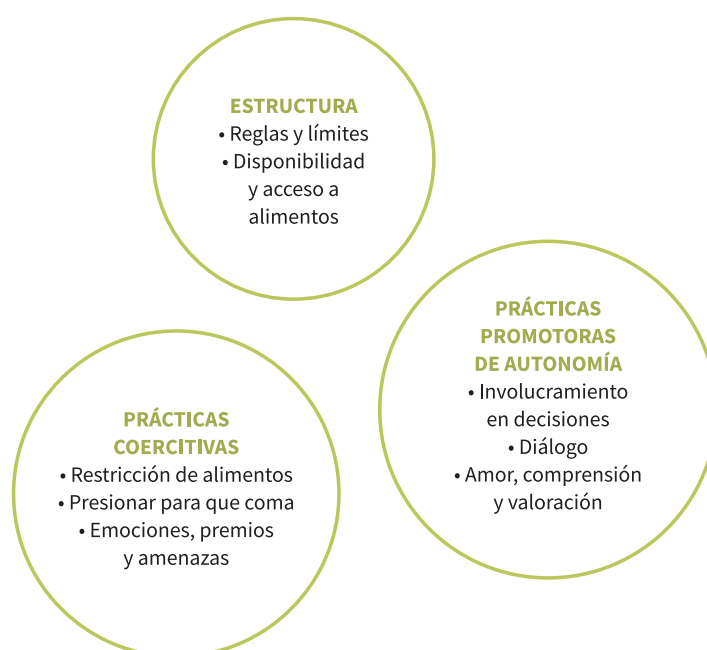 ESTRUCTURA
• Reglas y límites
• Disponibilidad
y acceso a
alimentos
PRÁCTICAS
PROMOTORAS
DE AUTONOMÍA
• Involucramiento
en decisiones
• Diálogo
• Amor, comprensión
y valoración
PRÁCTICAS
COERCITIVAS
• Restricción de alimentos
• Presionar para que coma
• Emociones, premios
y amenazas